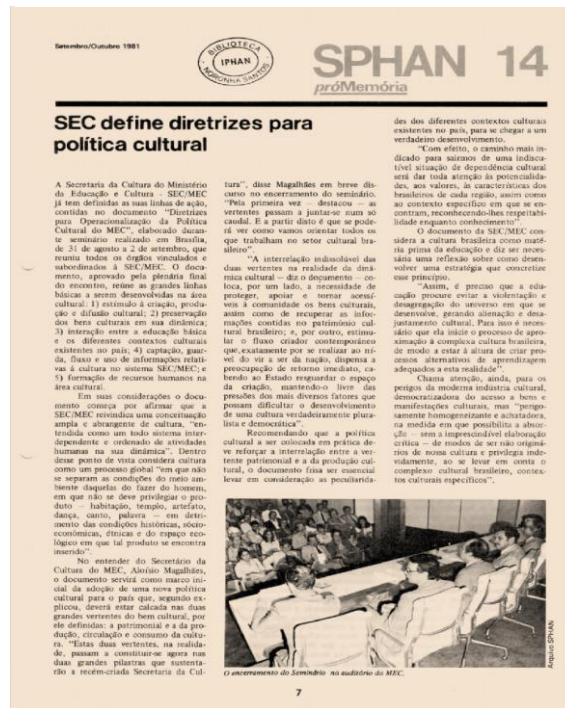 Setembro/Outubro 1981
BIBLIOTECA
IPHAN
NORONHA SANTOS
SPHAN 14
próMemória
SEC define diretrizes para
política cultural
A Secretaria da Cultura do Ministério
da Educação e Cultura - SEC/MEC
já tem definidas as suas linhas de ação,
contidas no documento "Diretrizes
para Operacionalização da Política
Cultural do MEC", elaborado duran-
te seminário realizado em Brasília,
de 31 de agosto a 2 de setembro, que
reuniu todos os órgãos vinculados e
subordinados à SEC/MEC. O docu-
mento, aprovado pela plenária final
do encontro, reúne as grandes linhas
básicas a serem desenvolvidas na área
cultural: 1) estímulo à criação, produ-
ção e difusão cultural; 2) preservação
dos bens culturais em sua dinâmica;
3) interação entre a educação básica
e os diferentes contextos culturais
existentes no país; 4) captação, guar-
da, fluxo e uso de informações relati-
vas à cultura no sistema SEC/MEC; e
5) formação de recursos humanos na
área cultural.
Em suas considerações o docu-
mento começa por afirmar que a
SEC/MEC reivindica uma conceituação
ampla e abrangente de cultura, "en-
tendida como um todo sistema inter-
dependente e ordenado de atividades
humanas na sua dinâmica". Dentro
desse ponto de vista considera cultura
como um processo global "em que não
se separam as condições do meio am-
biente daquelas do fazer do homem,
em que não se deve privilegiar o pro-
duto — habitação, templo, artefato,
dança, canto, palavra — em detri-
mento das condições históricas, sócio-
econômicas, étnicas e do espaço eco-
lógico em que tal produto se encontra
inserido".
No entender do Secretário da
Cultura do MEC, Aloísio Magalhães,
o documento servirá como marco ini-
cial da adoção de uma nova política
cultural para o país que, segundo ex-
plicou, deverá estar calcada nas duas
grandes vertentes do bem cultural, por
ele definidas: a patrimonial e a da pro-
dução, circulação e consumo da cultu-
ra. "Estas duas vertentes, na realida-
de, passam a constituir-se agora nas
duas grandes pilastras que sustenta-
rão a recém-criada Secretaria da Cul-
tura", disse Magalhães em breve dis-
curso no encerramento do seminário.
"Pela primeira vez — destacou — as
vertentes passam a juntar-se num só
caudal. E a partir disto é que se pode-
rá ver como vamos orientar todos os
que trabalham no setor cultural bra-
sileiro".
"A interrelação indissolúvel das
duas vertentes na realidade da dinâ-
mica cultural — diz o documento — co-
loca, por um lado, a necessidade de
proteger, apoiar e tornar acessí-
veis à comunidade os bens culturais,
assim como de recuperar as infor-
mações contidas no patrimônio cul-
tural brasileiro; e, por outro, estimu-
lar o fluxo criador contemporâneo
que, exatamente por se realizar ao ní-
vel do vir a ser da nação, dispensa a
preocupação de retorno imediato, ca-
bendo ao Estado resguardar o espaço
da criação, mantendo-o livre das
pressões dos mais diversos fatores que
possam dificultar o desenvolvimento
de uma cultura verdadeiramente plura-
lista e democrática".
Recomendando que a política
cultural a ser colocada em prática de-
ve reforçar a interrelação entre a ver-
tente patrimonial e a da produção cul-
tural, o documento frisa ser essencial
levar em consideração as peculiarida-
des dos diferentes contextos culturais
existentes no país, para se chegar a um
verdadeiro desenvolvimento.
"Com efeito, o caminho mais in-
dicado para sairmos de uma indiscu-
tível situação de dependência cultural
será dar toda atenção às potencialida-
des, aos valores, às características dos
brasileiros de cada região, assim como
ao contexto específico em que se en-
contram, reconhecendo-lhes respeitabi-
lidade enquanto conhecimento".
O documento da SEC/MEC con-
sidera a cultura brasileira como maté-
ria prima da educação e diz ser neces-
sária uma reflexão sobre como desen-
volver uma estratégia que concretize
esse princípio.
"Assim, é preciso que a edu-
cação procure evitar a violentação e
desagregação do universo em que se
desenvolve, gerando alienação e desa-
justamento cultural. Para isso é neces-
sário que ela inicie o processo de apro-
ximação à complexa cultura brasileira,
de modo a estar à altura de criar pro-
cessos alternativos de aprendizagem
adequados a esta realidade".
Chama atenção, ainda, para os
perigos da moderna indústria cultural,
democratizadora do acesso a bens e
manifestações culturais, mas "perigo-
samente homogeneizante e achatadora,
na medida em que possibilita a absor-
ção — sem a imprescindível elaboração
crítica — de modos de ser não originá-
rios de nossa cultura e privilegia inde-
vidamente, ao se levar em conta o
complexo cultural brasileiro, contex-
tos culturais específicos".
Arquivo SPHAN
O encerramento do Seminário no auditório do MEC.
7